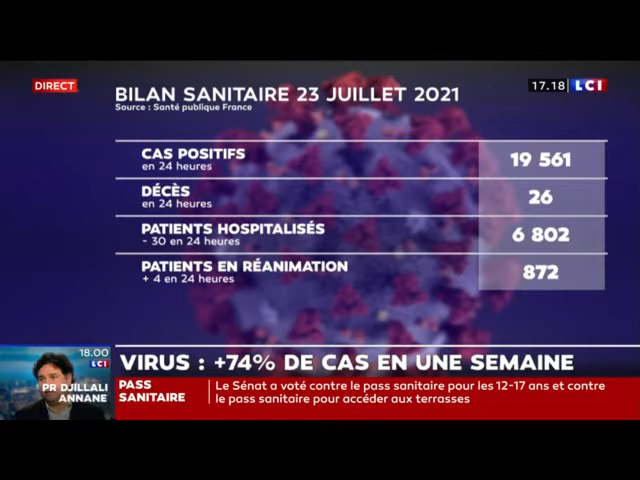 DIRECT
BILAN SANITAIRE 23 JUILLET 2021
17.18 LCI
Source : Santé publique France
CAS POSITIFS
en 24 heures
19 561
DÉCÈS
en 24 heures
26
PATIENTS HOSPITALISÉS
- 30 en 24 heures
6 802
PATIENTS EN RÉANIMATION
+ 4 en 24 heures
872
18.00
LCI
PR DJILLALI
ANNANE
VIRUS : +74% DE CAS EN UNE SEMAINE
PASS
SANITAIRE
Le Sénat a voté contre le pass sanitaire pour les 12-17 ans et contre
le pass sanitaire pour accéder aux terrasses